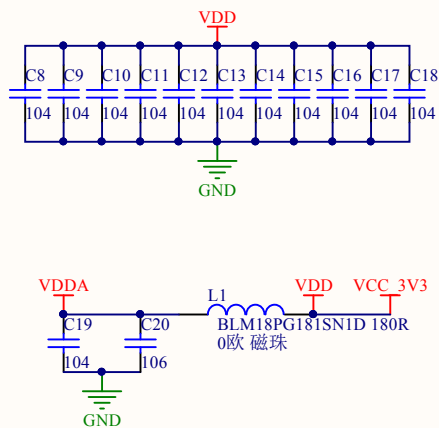 VDD
C8 C9 C10 C11 C12 C13 C14 C15 C16 C17 C18
104 104 104 104 104 104 104 104 104 104 104
GND
VDDA VDD VCC_3V3
L1
C19 C20 BLM18PG181SN1D 180R
0欧 磁珠
104 106
GND